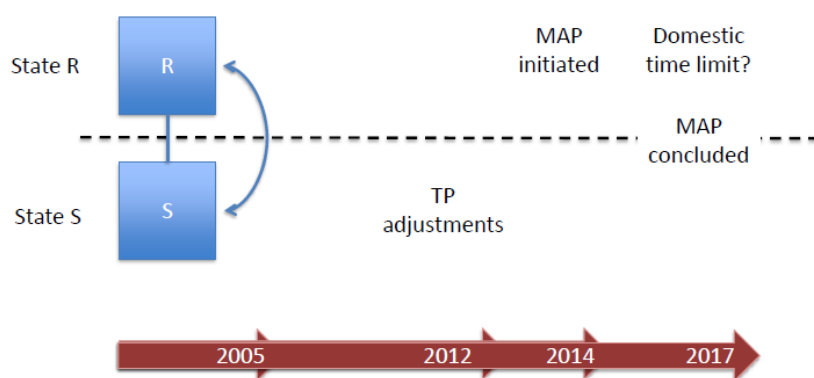 State R
R
MAP
initiated
Domestic
time limit?
MAP
concluded
State S
S
TP
adjustments
2005
2012
2014
2017